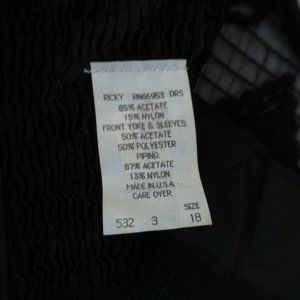 RICKY RN66953 DRS
85% ACETATE
15% NYLON
FRONT YOKE & SLEEVES:
50% ACETATE
50% POLYESTER
PIPING:
87% ACETATE
13% NYLON
MADE IN U.S.A.
CARE OVER
SIZE
532 3 18